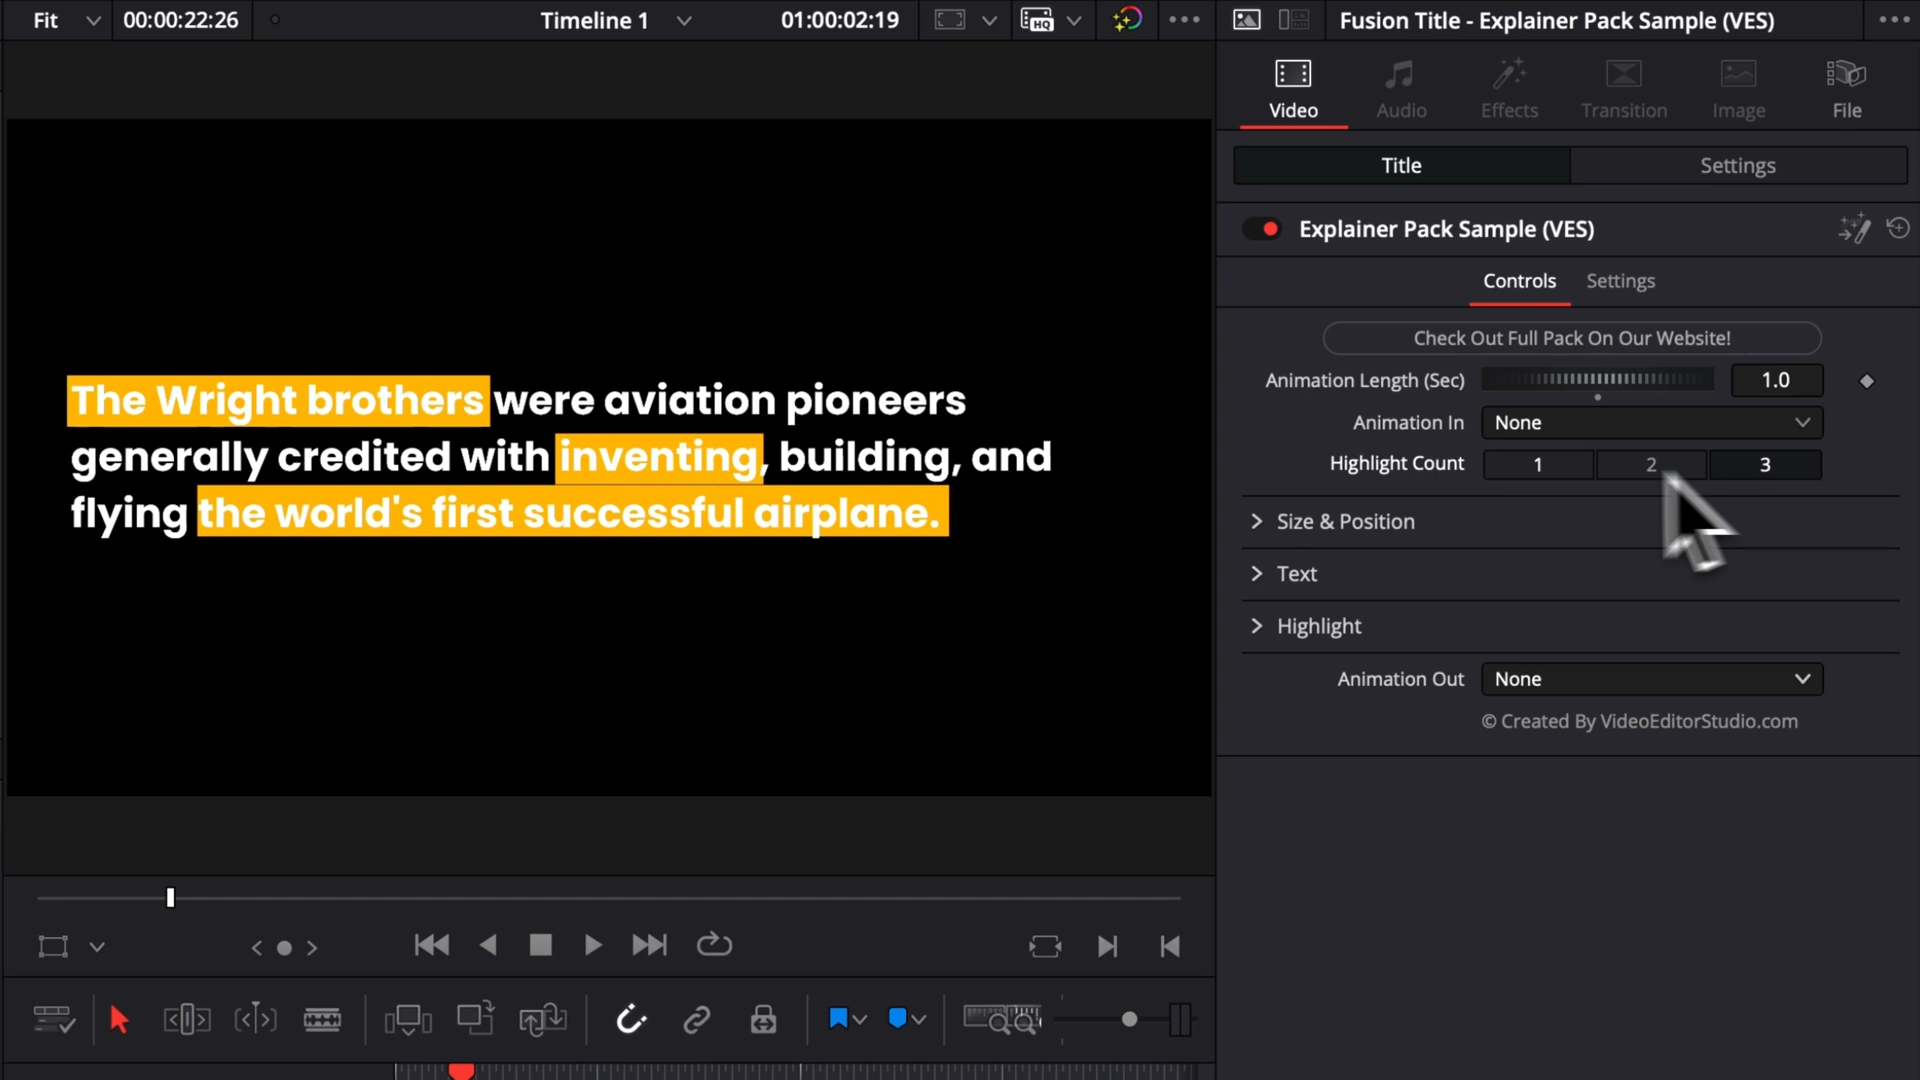 Fit
00:00:22:26
Timeline 1
01:00:02:19
HQ
Fusion Title - Explainer Pack Sample (VES)
Video
Audio
Effects
Transition
Image
File
Title
Settings
Explainer Pack Sample (VES)
Controls
Settings
Check Out Full Pack On Our Website!
Animation Length (Sec)
1.0
Animation In
None
Highlight Count
1
2
3
Size & Position
Text
Highlight
Animation Out
None
© Created By VideoEditorStudio.com
The Wright brothers were aviation pioneers
generally credited with inventing, building, and
flying the world's first successful airplane.